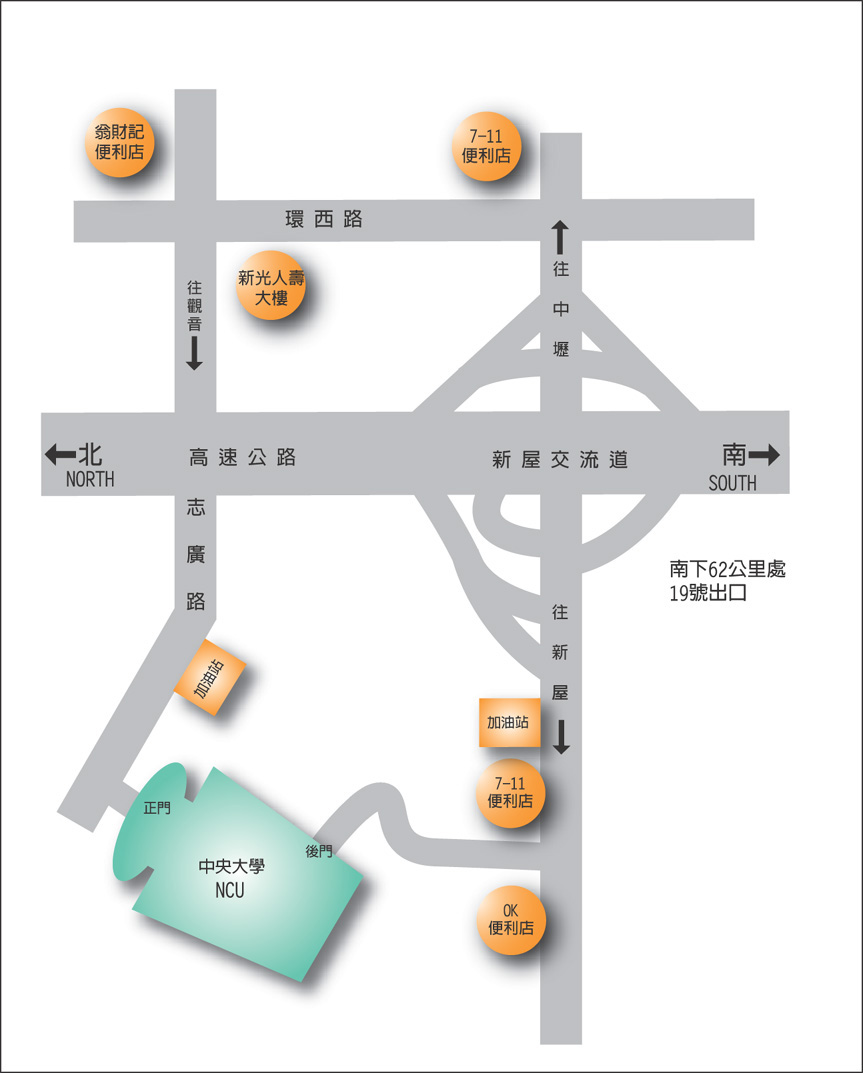 翁財記
便利店
7-11
便利店
環西路
往觀音
新光人壽
大樓
往中壢
北
NORTH
高速公路
新屋交流道
南
SOUTH
志廣路
南下62公里處
19號出口
往新屋
加油站
加油站
7-11
便利店
正門
後門
中央大學
NCU
OK
便利店